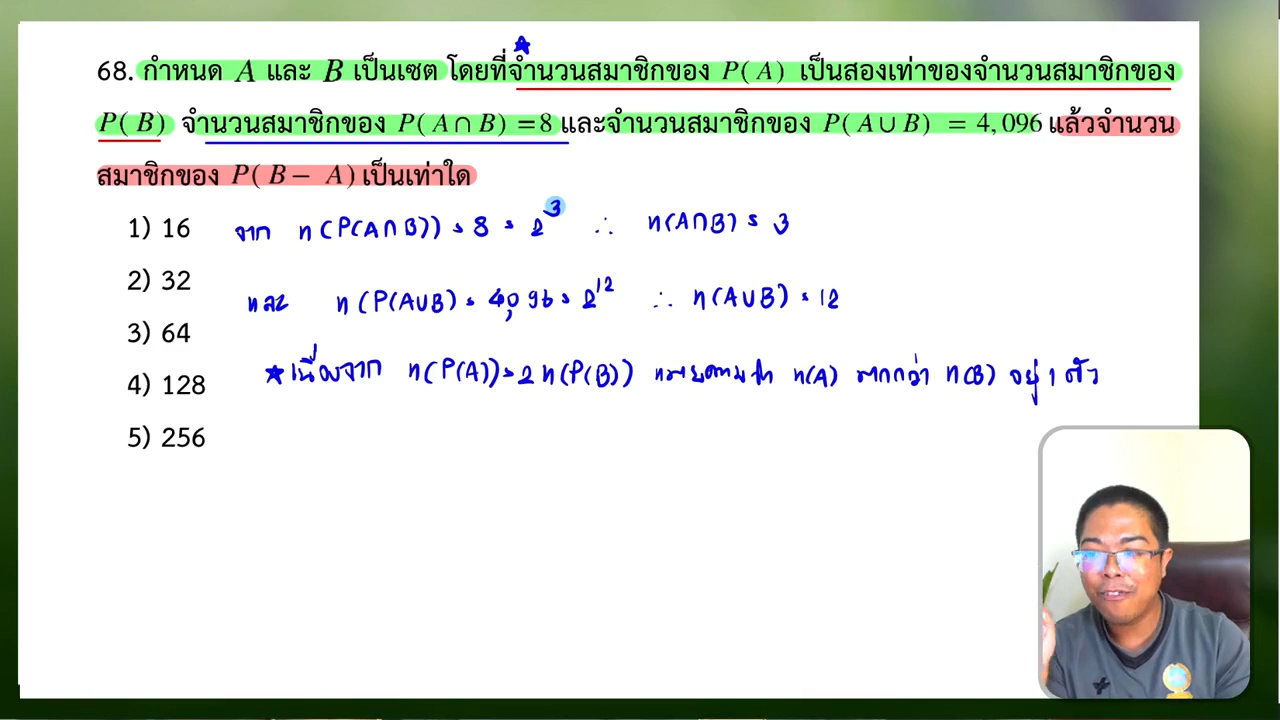 68. กำหนด A และ B เป็นเซต โดยที่จำนวนสมาชิกของ P(A) เป็นสองเท่าของจำนวนสมาชิกของ
P(B) จำนวนสมาชิกของ P(A∩B) =8 และจำนวนสมาชิกของ P(A∪B) = 4,096 แล้วจำนวน
สมาชิกของ P(B− A) เป็นเท่าใด
1) 16
จาก n(P(A∩B)) = 8 = 2³ ∴ n(A∩B) = 3
2) 32
และ n(P(A∪B) = 4,096 = 2¹² ∴ n(A∪B) = 12
3) 64
★เนื่องจาก n(P(A)) = 2n(P(B)) หมายความว่า n(A) มากกว่า n(B) อยู่ 1 ตัว
4) 128
5) 256